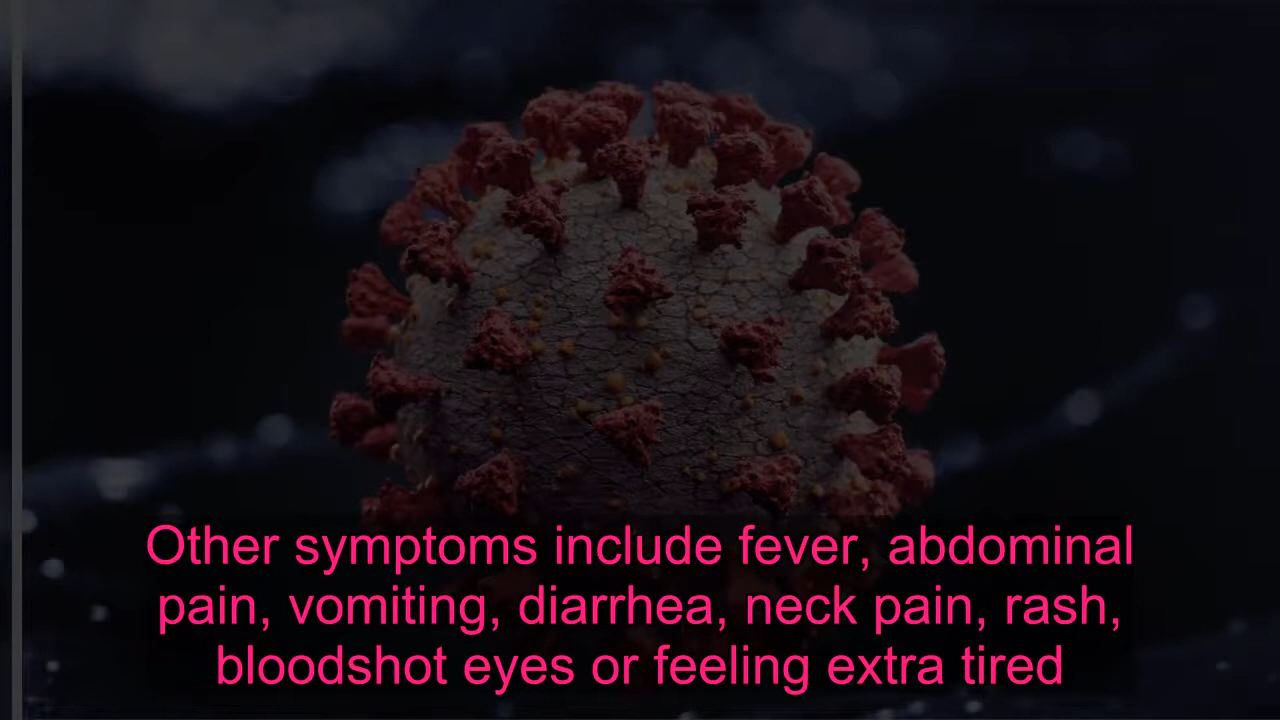 Other symptoms include fever, abdominal
pain, vomiting, diarrhea, neck pain, rash,
bloodshot eyes or feeling extra tired